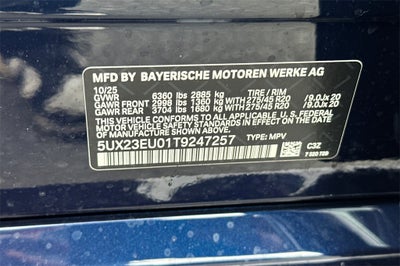 MFD BY BAYERISCHE MOTOREN WERKE AG
10/25
GVWR 6360 lbs 2885 kg TIRE / RIM
GAWR FRONT 2998 lbs 1360 kg WITH 275/45 R20 / 9.0Jx 20
GAWR REAR 3704 lbs 1680 kg WITH 275/45 R20 / 9.0Jx 20
THIS VEHICLE CONFORMS TO ALL APPLICABLE U.S. FEDERAL
MOTOR VEHICLE SAFETY STANDARDS IN EFFECT ON THE
DATE OF MANUFACTURE SHOWN ABOVE.
5UX23EU01T9247257 TYPE: MPV
C3Z